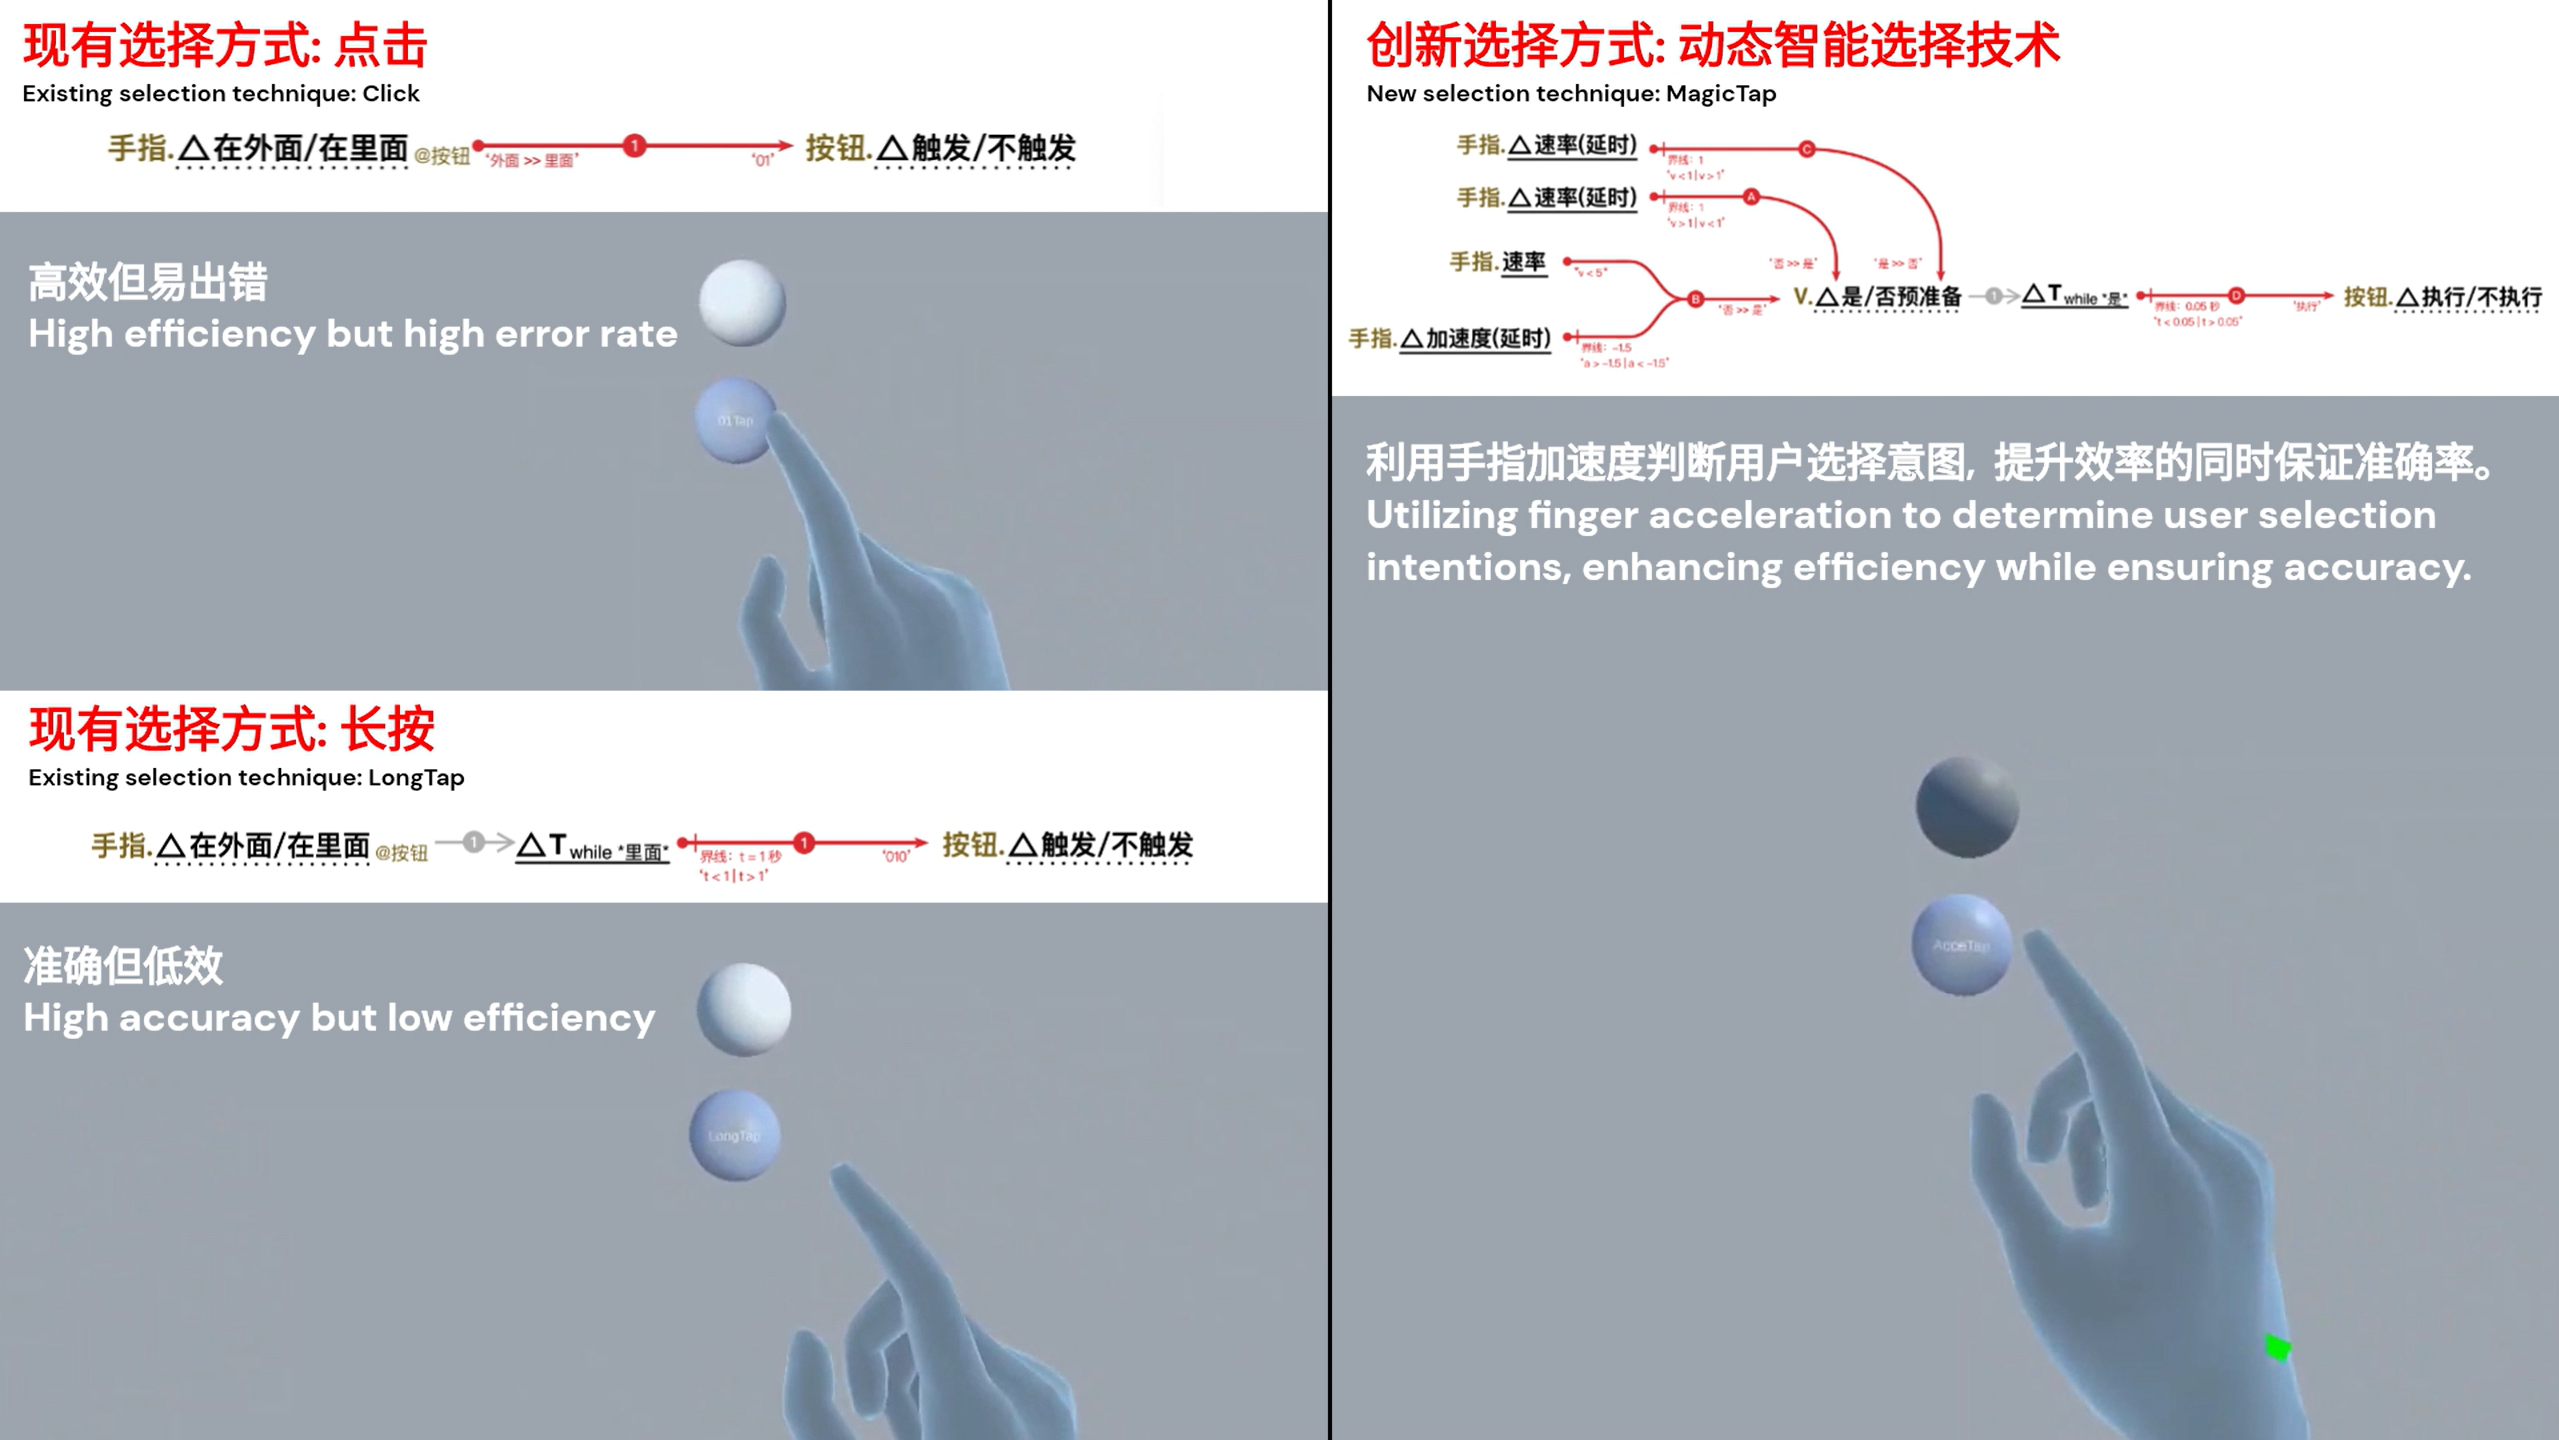 现有选择方式: 点击
Existing selection technique: Click
手指.△在外面/在里面 @按钮 '外面 >> 里面' 1 '01' 按钮.△触发/不触发
高效但易出错
High efficiency but high error rate
01Tap
现有选择方式: 长按
Existing selection technique: LongTap
手指.△在外面/在里面 @按钮 1 △T while *里面* 界线: t = 1 秒 't < 1 | t > 1' 1 '010' 按钮.△触发/不触发
准确但低效
High accuracy but low efficiency
LongTap
创新选择方式: 动态智能选择技术
New selection technique: MagicTap
手指.△速率(延时) 界线: 1 C
'v < 1 | v > 1'
手指.△速率(延时) 界线: 1 A
'v > 1 | v < 1'
手指.速率 'v < 5'
'否 >> 是' '是 >> 否'
B '否 >> 是' V.△是/否预准备 1 △T while *是* 界线: 0.05 秒 D '执行' 按钮.△执行/不执行
't < 0.05 | t > 0.05'
手指.△加速度(延时) 界线: -1.5
'a > -1.5 | a < -1.5'
利用手指加速度判断用户选择意图, 提升效率的同时保证准确率。
Utilizing finger acceleration to determine user selection
intentions, enhancing efficiency while ensuring accuracy.
AcceTap